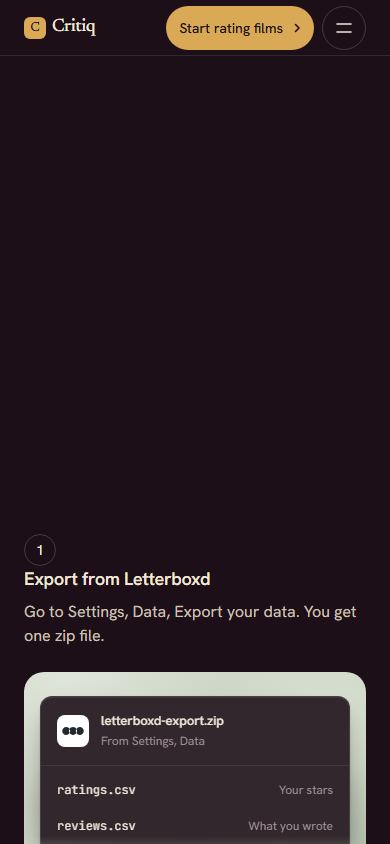 C Critiq
Start rating films
1
Export from Letterboxd
Go to Settings, Data, Export your data. You get
one zip file.
letterboxd-export.zip
From Settings, Data
ratings.csv Your stars
reviews.csv What you wrote